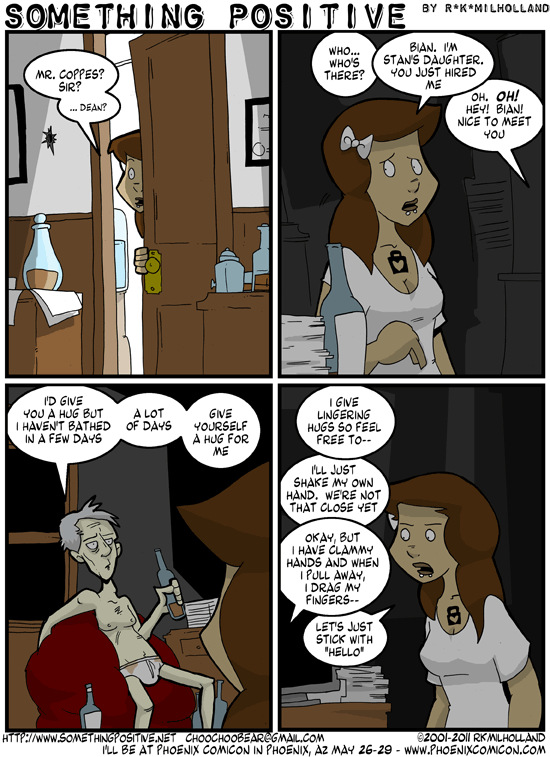 SOMETHING POSITIVE
BY R*K*MILHOLLAND
MR. COPPES?
SIR?
... DEAN?
WHO...
WHO'S
THERE?
BIAN. I'M
STAN'S DAUGHTER.
YOU JUST HIRED
ME
OH. OH!
HEY! BIAN!
NICE TO MEET
YOU
I'D GIVE
YOU A HUG BUT
I HAVEN'T BATHED
IN A FEW DAYS
A LOT
OF DAYS
GIVE
YOURSELF
A HUG FOR
ME
I GIVE
LINGERING
HUGS SO FEEL
FREE TO--
I'LL JUST
SHAKE MY OWN
HAND. WE'RE NOT
THAT CLOSE YET
OKAY, BUT
I HAVE CLAMMY
HANDS AND WHEN
I PULL AWAY,
I DRAG MY
FINGERS--
LET'S JUST
STICK WITH
"HELLO"
HTTP://WWW.SOMETHINGPOSITIVE.NET CHOOCHOOBEAR@GMAIL.COM ©2001-2011 RKMILHOLLAND
I'LL BE AT PHOENIX COMICON IN PHOENIX, AZ MAY 26-29 - WWW.PHOENIXCOMICON.COM